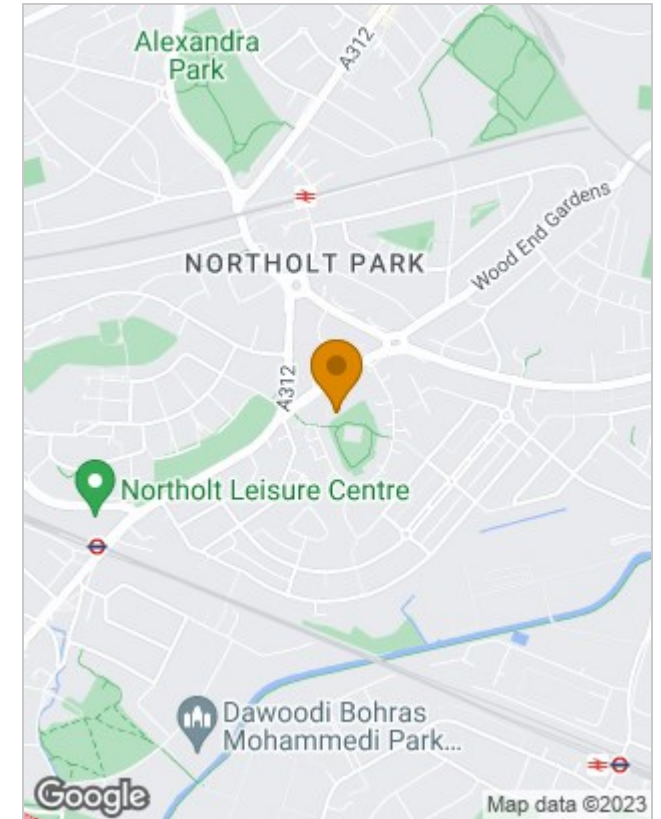 Alexandra
Park
A312
Wood End Gardens
NORTHOLT PARK
A312
Northolt Leisure Centre
Dawoodi Bohras
Mohammedi Park...
Google
Map data ©2023